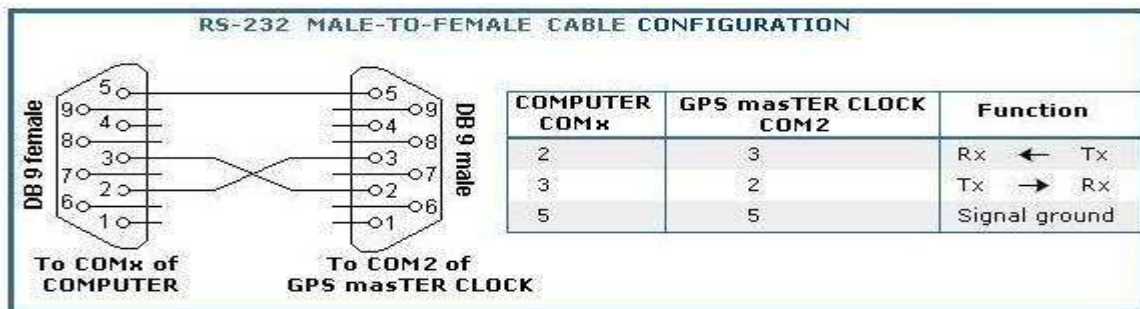 RS-232 MALE-TO-FEMALE CABLE CONFIGURATION
DB 9 female
5
9
4
8
3
7
2
6
1
5
9
4
8
3
7
2
6
1
DB 9 male
To COMx of
COMPUTER
To COM2 of
GPS masTER CLOCK
COMPUTER COMx | GPS masTER CLOCK COM2 | Function
2 | 3 | Rx ← Tx
3 | 2 | Tx → Rx
5 | 5 | Signal ground